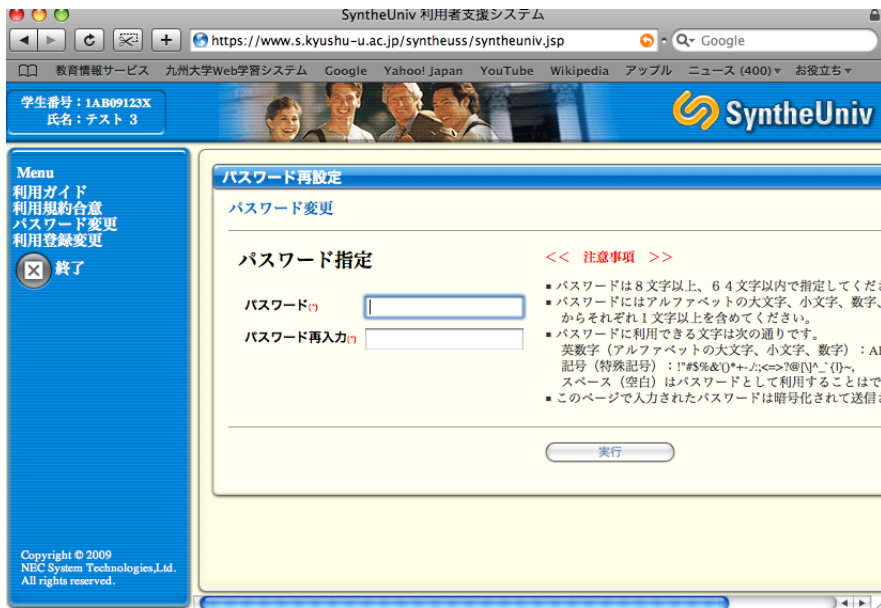 SyntheUniv 利用者支援システム
https://www.s.kyushu-u.ac.jp/syntheuss/syntheuniv.jsp
Google
教育情報サービス 九州大学Web学習システム Google Yahoo! Japan YouTube Wikipedia アップル ニュース (400) お役立ち
学生番号：1AB09123X
氏名：テスト 3
SyntheUniv
Menu
利用ガイド
利用規約合意
パスワード変更
利用登録変更
終了
Copyright © 2009
NEC System Technologies,Ltd.
All rights reserved.
パスワード再設定
パスワード変更
パスワード指定
パスワード(*)
パスワード再入力(*)
<< 注意事項 >>
■ パスワードは８文字以上、６４文字以内で指定してくだ
■ パスワードにはアルファベットの大文字、小文字、数字、
からそれぞれ１文字以上を含めてください。
■ パスワードに利用できる文字は次の通りです。
英数字（アルファベットの大文字、小文字、数字）：AB
記号（特殊記号）：!"#$%&'()*+-./:;<=>?@[\]^_`{|}~,
スペース（空白）はパスワードとして利用することはで
■ このページで入力されたパスワードは暗号化されて送信
実行